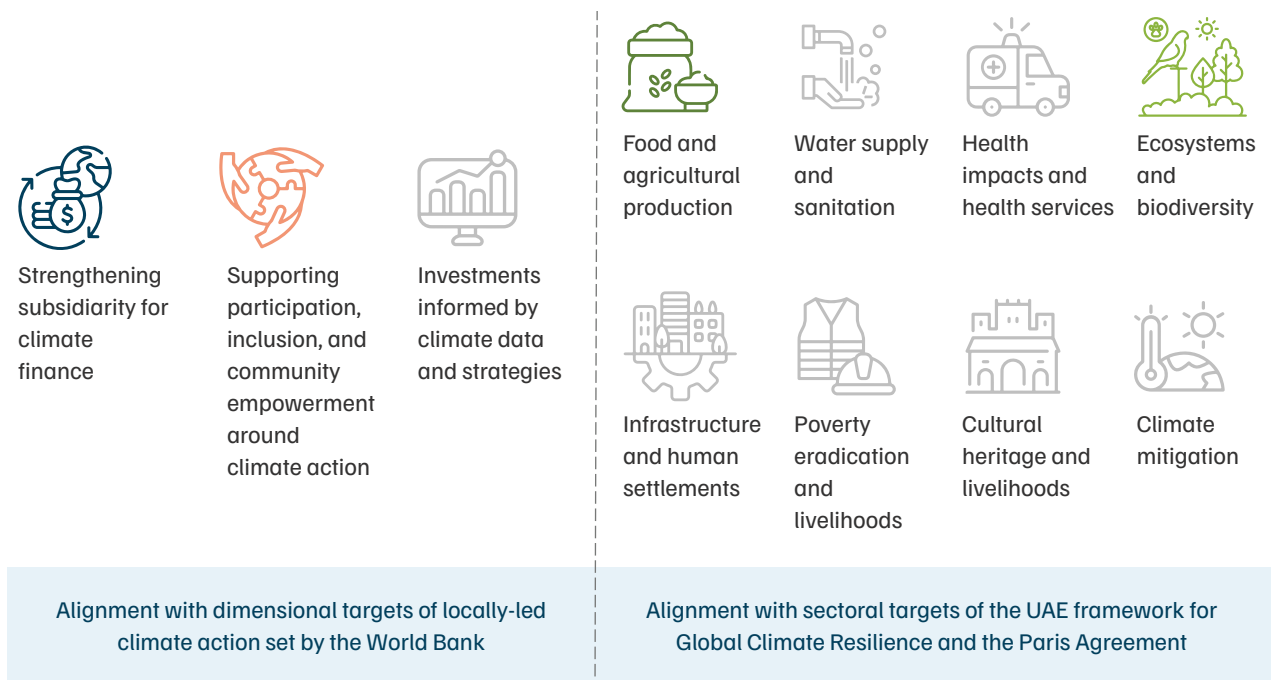 Strengthening
subsidiarity for
climate
finance
Supporting
participation,
inclusion, and
community
empowerment
around
climate action
Investments
informed by
climate data
and strategies
Alignment with dimensional targets of locally-led
climate action set by the World Bank
Food and
agricultural
production
Water supply
and
sanitation
Health
impacts and
health services
Ecosystems
and
biodiversity
Infrastructure
and human
settlements
Poverty
eradication
and
livelihoods
Cultural
heritage and
livelihoods
Climate
mitigation
Alignment with sectoral targets of the UAE framework for
Global Climate Resilience and the Paris Agreement